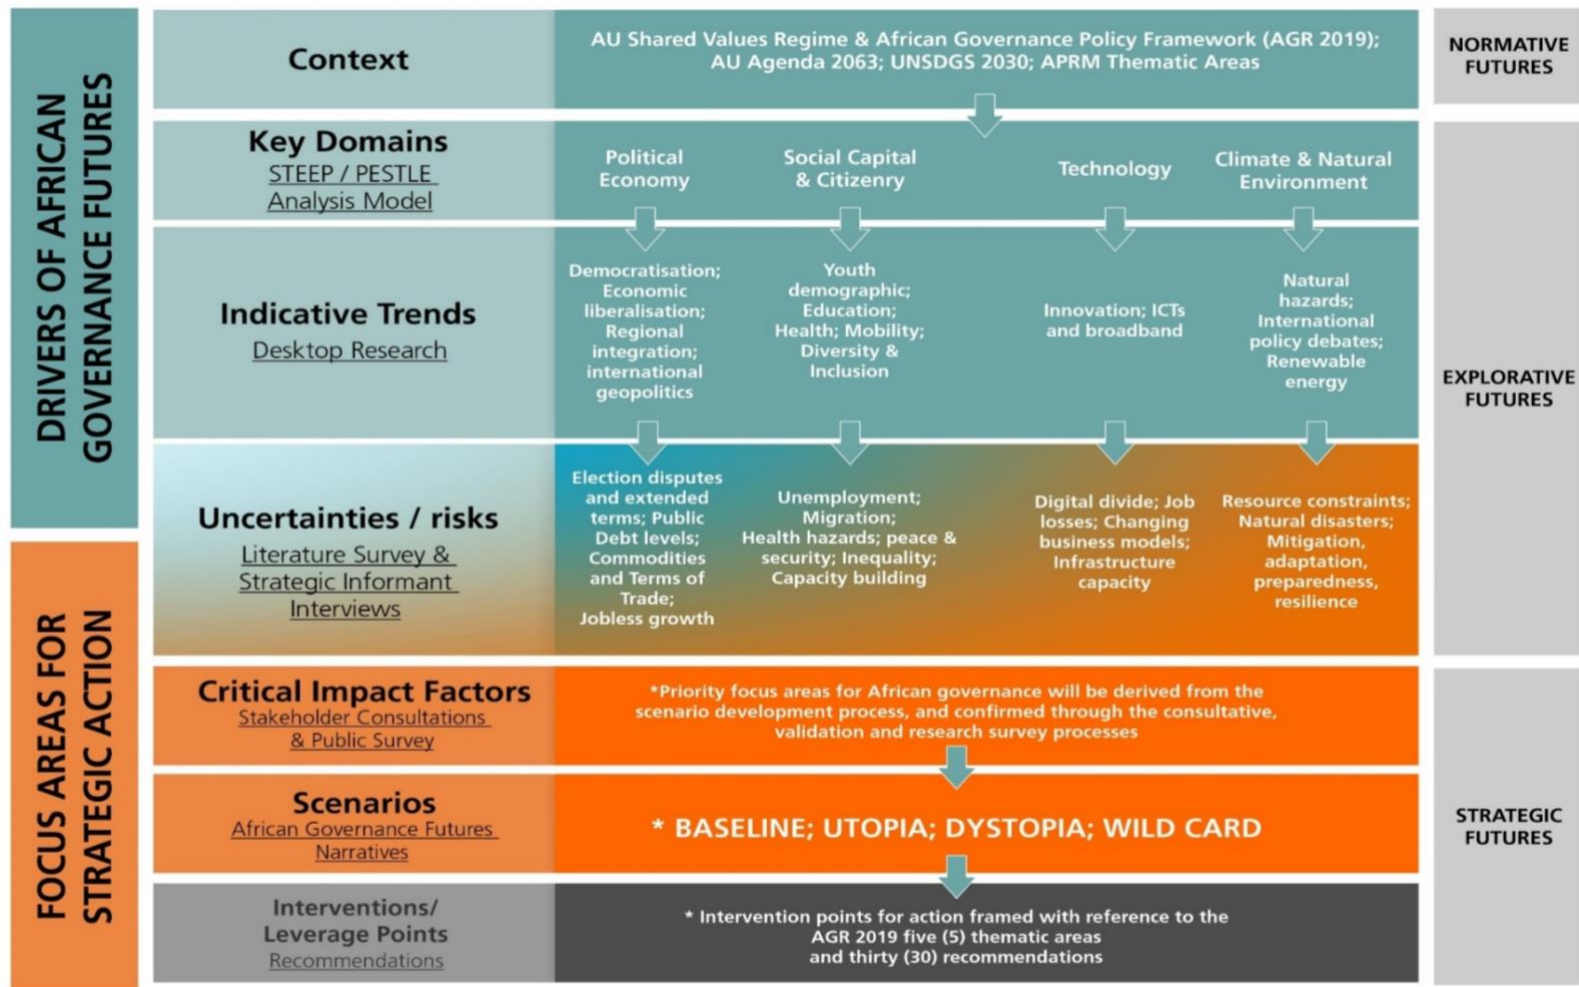 DRIVERS OF AFRICAN
GOVERNANCE FUTURES
Context
AU Shared Values Regime & African Governance Policy Framework (AGR 2019);
AU Agenda 2063; UNSDGS 2030; APRM Thematic Areas
NORMATIVE
FUTURES
Key Domains
STEEP / PESTLE
Analysis Model
Political
Economy
Social Capital
& Citizenry
Technology
Climate & Natural
Environment
Indicative Trends
Desktop Research
Democratisation;
Economic
liberalisation;
Regional
integration;
international
geopolitics
Youth
demographic;
Education;
Health; Mobility;
Diversity &
Inclusion
Innovation; ICTs
and broadband
Natural
hazards;
International
policy debates;
Renewable
energy
EXPLORATIVE
FUTURES
Uncertainties / risks
Literature Survey &
Strategic Informant
Interviews
Election disputes
and extended
terms; Public
Debt levels;
Commodities
and Terms of
Trade;
Jobless growth
Unemployment;
Migration;
Health hazards; peace &
security; Inequality;
Capacity building
Digital divide; Job
losses; Changing
business models;
Infrastructure
capacity
Resource constraints;
Natural disasters;
Mitigation,
adaptation,
preparedness,
resilience
FOCUS AREAS FOR
STRATEGIC ACTION
Critical Impact Factors
Stakeholder Consultations
& Public Survey
*Priority focus areas for African governance will be derived from the
scenario development process, and confirmed through the consultative,
validation and research survey processes
Scenarios
African Governance Futures
Narratives
* BASELINE; UTOPIA; DYSTOPIA; WILD CARD
STRATEGIC
FUTURES
Interventions/
Leverage Points
Recommendations
* Intervention points for action framed with reference to the
AGR 2019 five (5) thematic areas
and thirty (30) recommendations